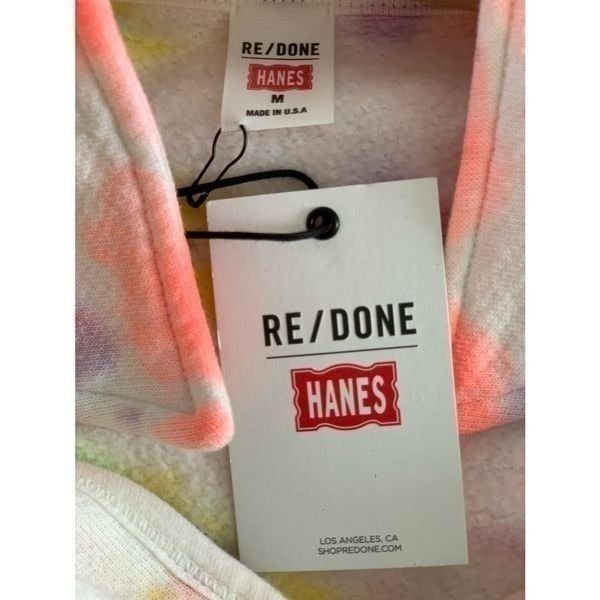 RE/DONE
HANES
M
MADE IN U.S.A
RE/DONE
HANES
LOS ANGELES, CA
SHOPREDONE.COM